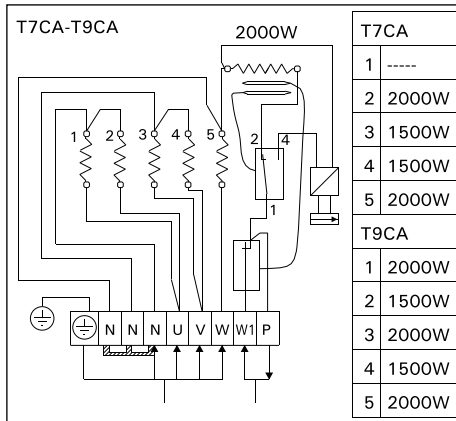 T7CA-T9CA
2000W
1 2 3 4 5
2 4
1
N N N U V W W1 P
T7CA
1 -----
2 2000W
3 1500W
4 1500W
5 2000W
T9CA
1 2000W
2 1500W
3 2000W
4 1500W
5 2000W